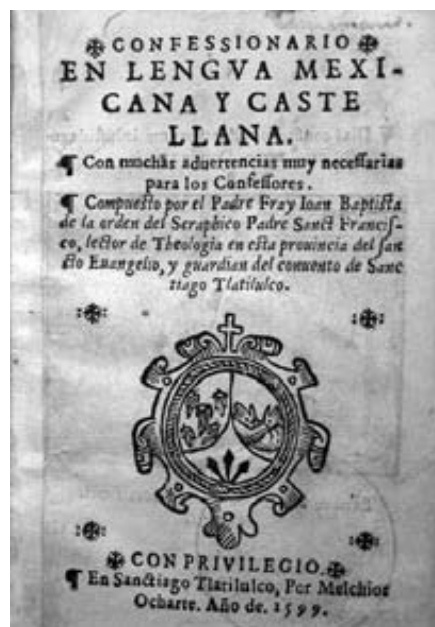 ✠ CONFESSIONARIO ✠
EN LENGVA MEXI-
CANA Y CASTE
LLANA.
¶ Con muchas aduertencias muy neceſſarias
para los Confeſſores.
¶ Compueſto por el Padre Fray Ioan Baptiſta
de la orden del Seraphico Padre Sanct Franciſ-
co, lector de Theologia en eſta prouincia del ſan
cto Euangelio, y guardian del conuento de Sanc
tiago Tlatilulco.
✠ CON PRIVILEGIO. ✠
¶ En Sanctiago Tlatilulco, Por Melchior
Ocharte. Año de. 1599.